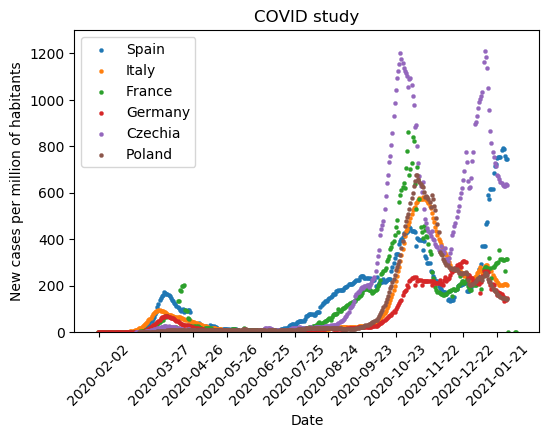 COVID study
New cases per million of habitants
1200
1000
800
600
400
200
0
Spain
Italy
France
Germany
Czechia
Poland
2020-02-02
2020-03-27
2020-04-26
2020-05-26
2020-06-25
2020-07-25
2020-08-24
2020-09-23
2020-10-23
2020-11-22
2020-12-22
2021-01-21
Date